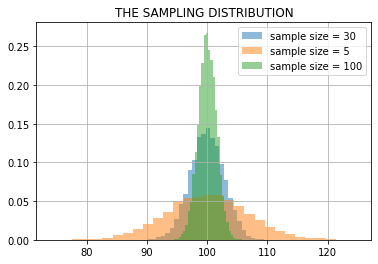 THE SAMPLING DISTRIBUTION
sample size = 30
sample size = 5
sample size = 100
0.25
0.20
0.15
0.10
0.05
0.00
80 90 100 110 120